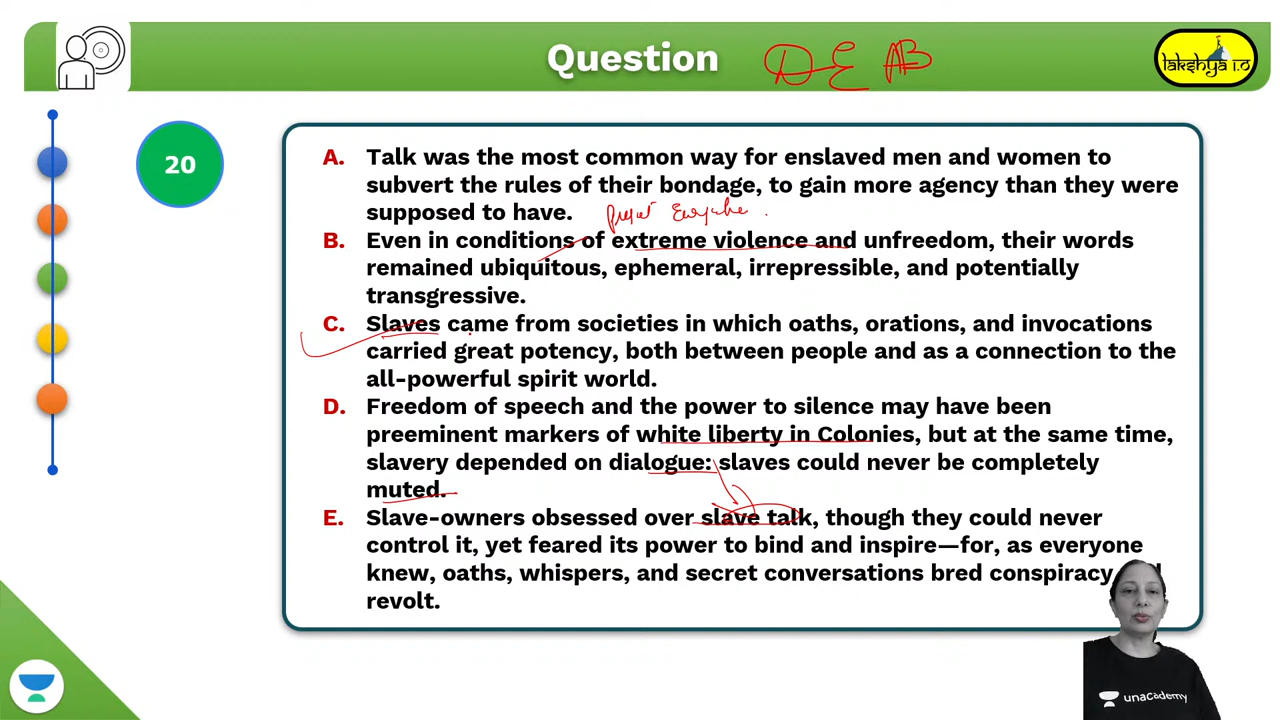 Question
D E AB
lakshya i.o
20
A. Talk was the most common way for enslaved men and women to
subvert the rules of their bondage, to gain more agency than they were
supposed to have.
B. Even in conditions of extreme violence and unfreedom, their words
remained ubiquitous, ephemeral, irrepressible, and potentially
transgressive.
C. Slaves came from societies in which oaths, orations, and invocations
carried great potency, both between people and as a connection to the
all-powerful spirit world.
D. Freedom of speech and the power to silence may have been
preeminent markers of white liberty in Colonies, but at the same time,
slavery depended on dialogue: slaves could never be completely
muted.
E. Slave-owners obsessed over slave talk, though they could never
control it, yet feared its power to bind and inspire—for, as everyone
knew, oaths, whispers, and secret conversations bred conspiracy
revolt.
unacademy